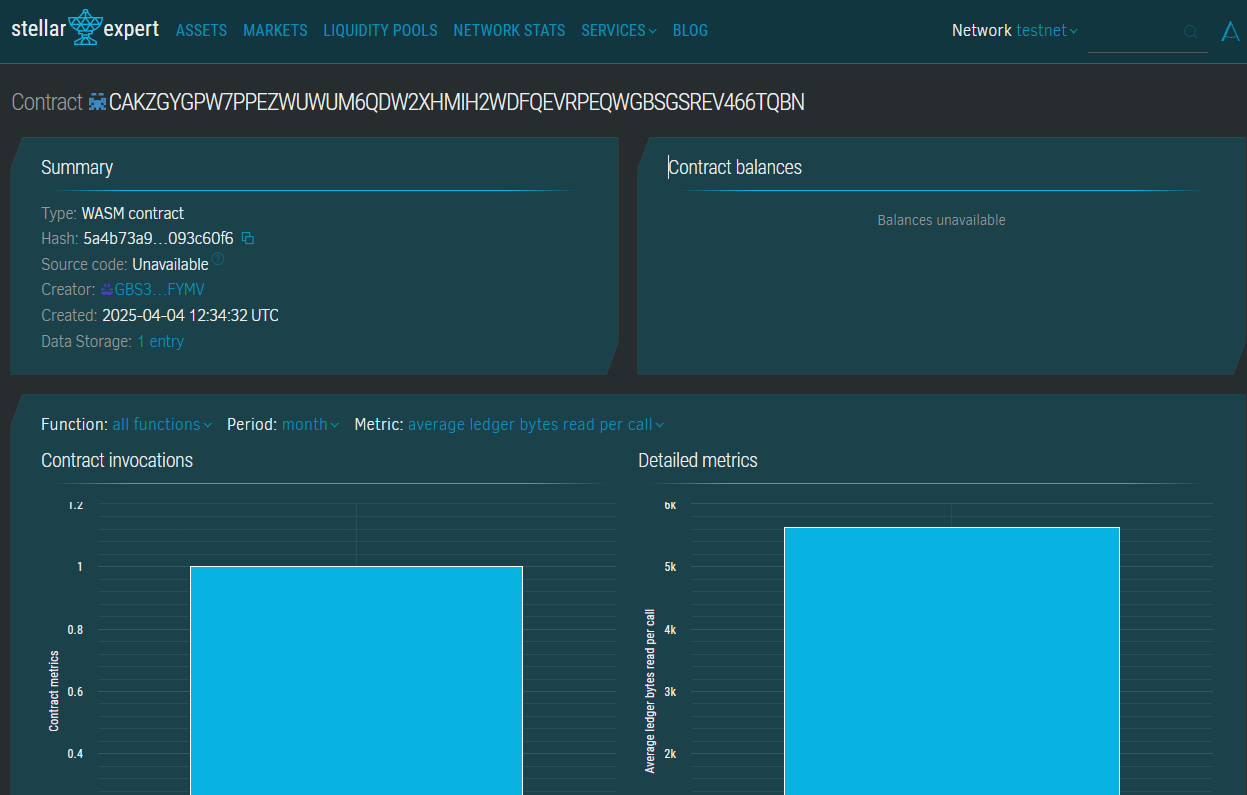 stellar expert ASSETS MARKETS LIQUIDITY POOLS NETWORK STATS SERVICES BLOG Network testnet
Contract CAKZGYGPW7PPEZWUWUM6QDW2XHMIH2WDFQEVRPEQWGBSGSREV466TQBN
Summary
Type: WASM contract
Hash: 5a4b73a9…093c60f6
Source code: Unavailable
Creator: GBS3…FYMV
Created: 2025-04-04 12:34:32 UTC
Data Storage: 1 entry
Contract balances
Balances unavailable
Function: all functions Period: month Metric: average ledger bytes read per call
Contract invocations
1.2
1
0.8
0.6
0.4
Contract metrics
Detailed metrics
6k
5k
4k
3k
2k
Average ledger bytes read per call